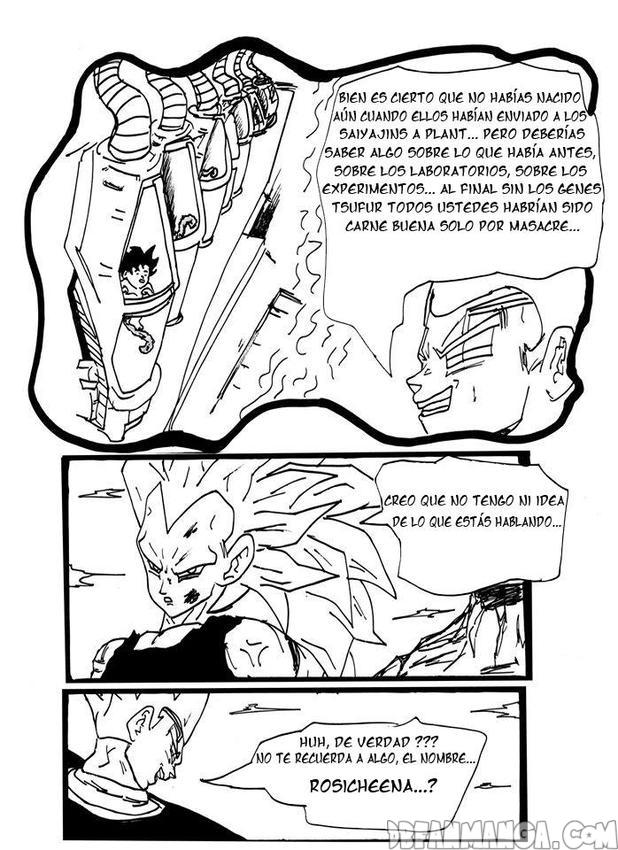 BIEN ES CIERTO QUE NO HABÍAS NACIDO
AÚN CUANDO ELLOS HABÍAN ENVIADO A LOS
SAIYAJINS A PLANT... PERO DEBERÍAS
SABER ALGO SOBRE LO QUE HABÍA ANTES,
SOBRE LOS LABORATORIOS, SOBRE LOS
EXPERIMENTOS... AL FINAL SIN LOS GENES
TSUFUR TODOS USTEDES HABRÍAN SIDO
CARNE BUENA SOLO POR MASACRE...
CREO QUE NO TENGO NI IDEA
DE LO QUE ESTÁS HABLANDO...
HUH, DE VERDAD ???
NO TE RECUERDA A ALGO, EL NOMBRE...
ROSICHEENA...?
DBFANMANGA.COM